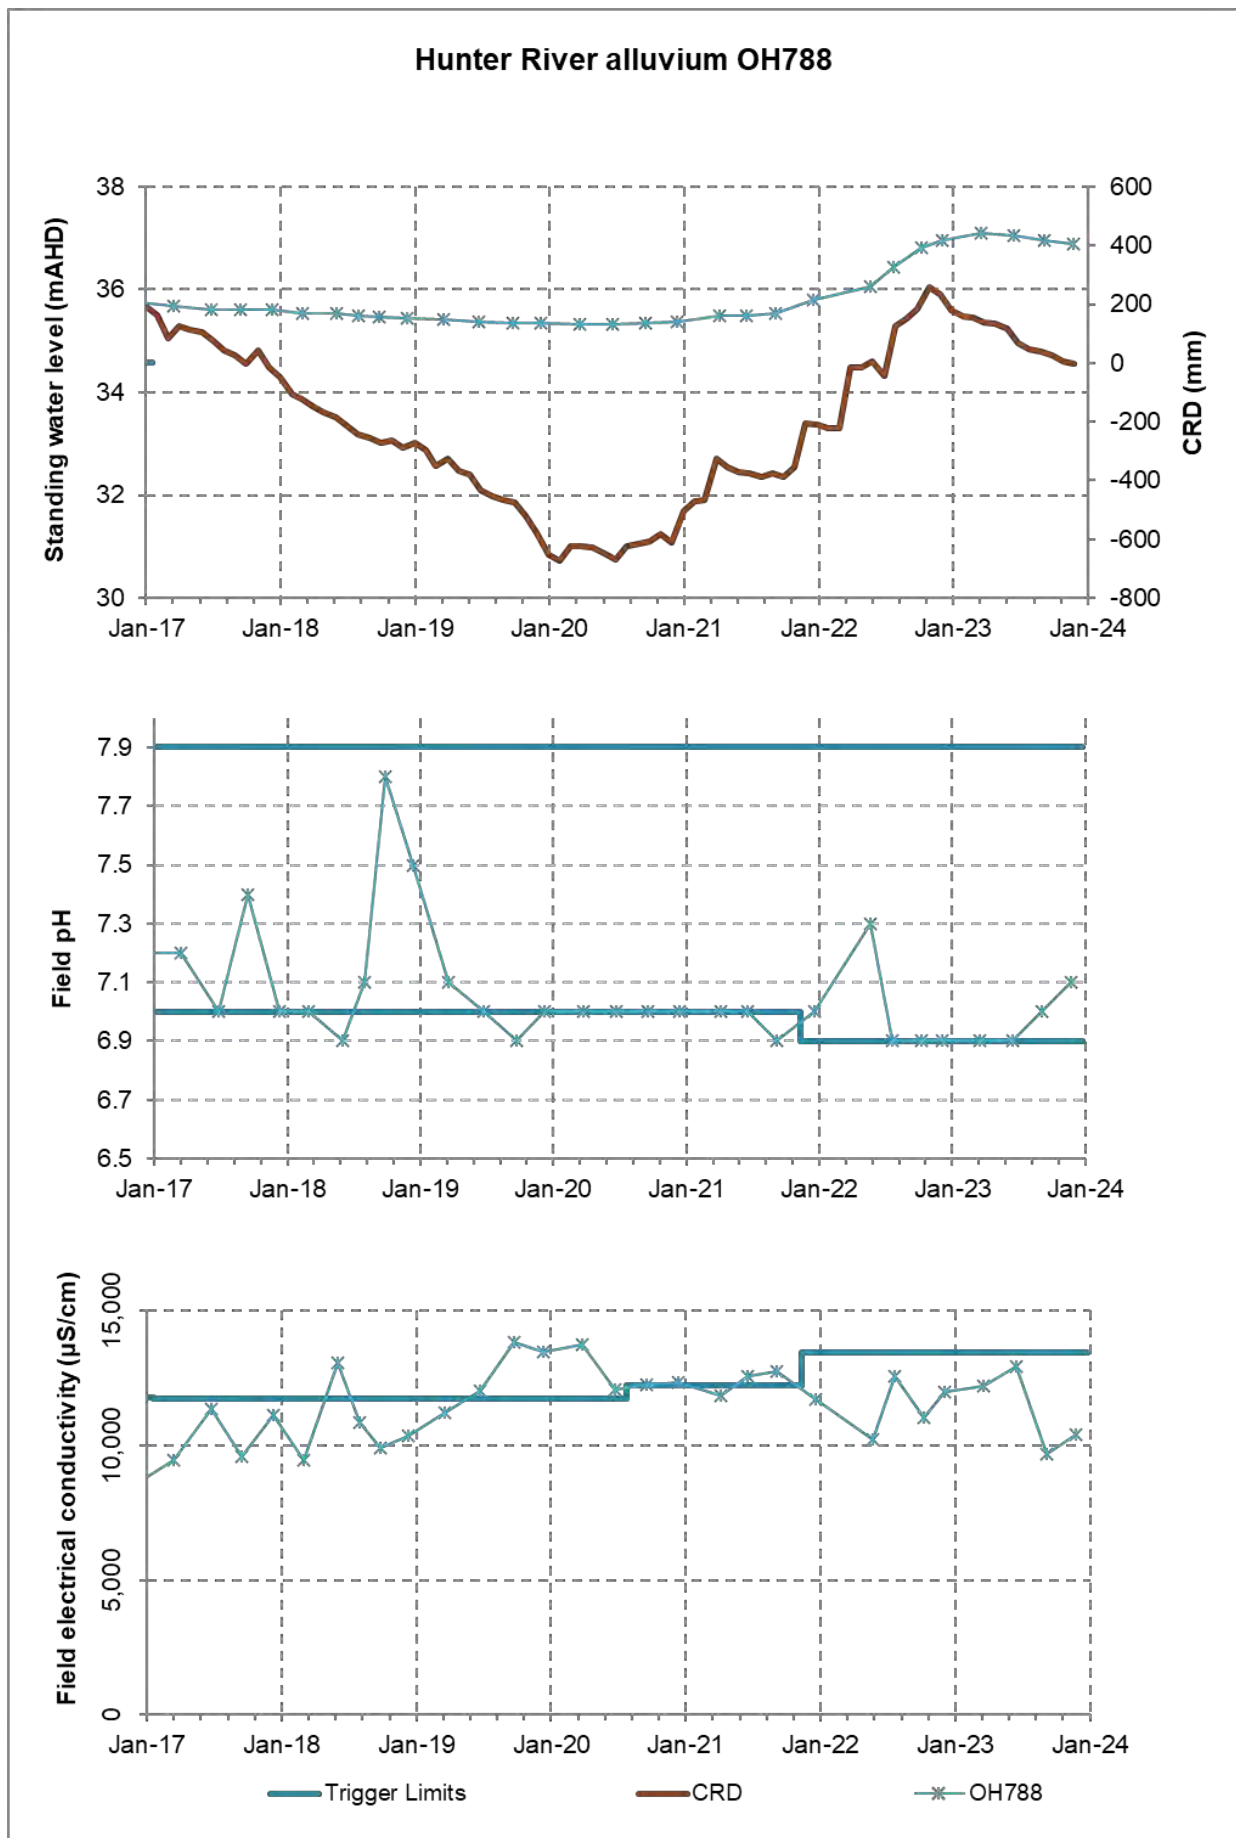 Hunter River alluvium OH788
Standing water level (mAHD)
38
36
34
32
30
600
400
200
0
-200
-400
-600
-800
CRD (mm)
Jan-17 Jan-18 Jan-19 Jan-20 Jan-21 Jan-22 Jan-23 Jan-24
Field pH
7.9
7.7
7.5
7.3
7.1
6.9
6.7
6.5
Jan-17 Jan-18 Jan-19 Jan-20 Jan-21 Jan-22 Jan-23 Jan-24
Field electrical conductivity (µS/cm)
15,000
10,000
5,000
0
Jan-17 Jan-18 Jan-19 Jan-20 Jan-21 Jan-22 Jan-23 Jan-24
Trigger Limits CRD OH788